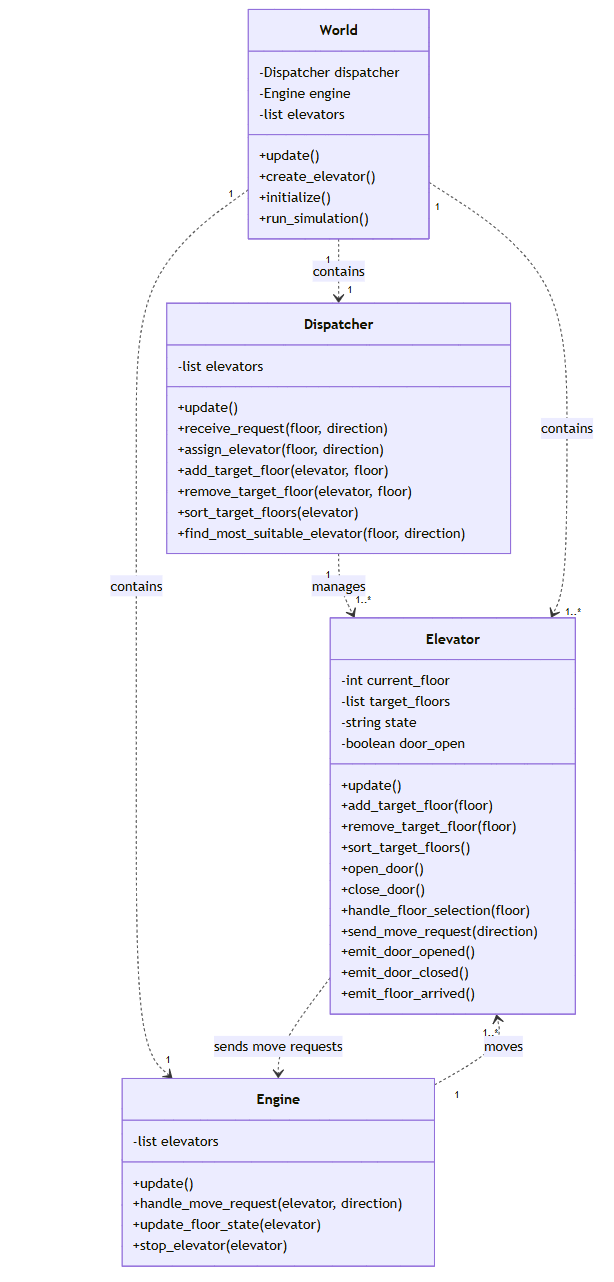 World
-Dispatcher dispatcher
-Engine engine
-list elevators
+update()
+create_elevator()
+initialize()
+run_simulation()
1
1
1
contains
1
Dispatcher
-list elevators
+update()
+receive_request(floor, direction)
+assign_elevator(floor, direction)
+add_target_floor(elevator, floor)
+remove_target_floor(elevator, floor)
+sort_target_floors(elevator)
+find_most_suitable_elevator(floor, direction)
contains
contains
1
manages
1..*
1..*
Elevator
-int current_floor
-list target_floors
-string state
-boolean door_open
+update()
+add_target_floor(floor)
+remove_target_floor(floor)
+sort_target_floors()
+open_door()
+close_door()
+handle_floor_selection(floor)
+send_move_request(direction)
+emit_door_opened()
+emit_door_closed()
+emit_floor_arrived()
1..*
sends move requests
moves
1
1
Engine
-list elevators
+update()
+handle_move_request(elevator, direction)
+update_floor_state(elevator)
+stop_elevator(elevator)